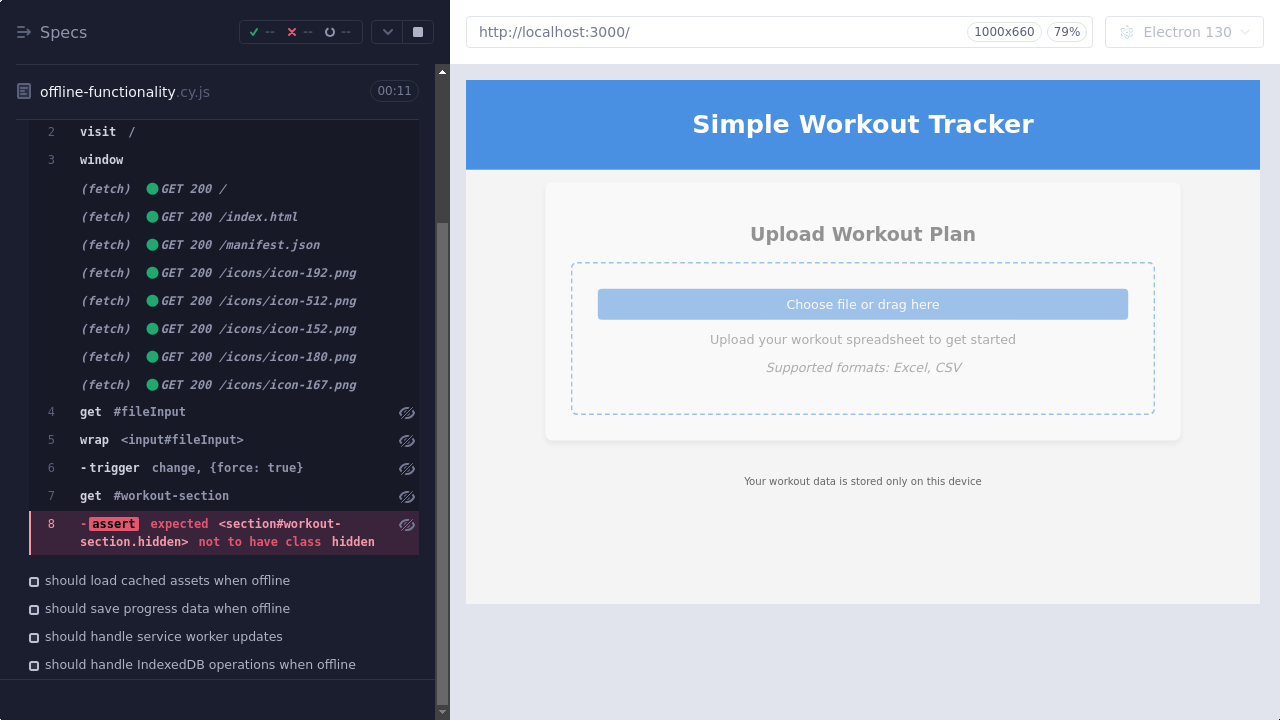 Specs
-- -- --
http://localhost:3000/
1000x660
79%
Electron 130
offline-functionality.cy.js
00:11
2 visit /
3 window
(fetch) GET 200 /
(fetch) GET 200 /index.html
(fetch) GET 200 /manifest.json
(fetch) GET 200 /icons/icon-192.png
(fetch) GET 200 /icons/icon-512.png
(fetch) GET 200 /icons/icon-152.png
(fetch) GET 200 /icons/icon-180.png
(fetch) GET 200 /icons/icon-167.png
4 get #fileInput
5 wrap <input#fileInput>
6 -trigger change, {force: true}
7 get #workout-section
8 -assert expected <section#workout-
section.hidden> not to have class hidden
should load cached assets when offline
should save progress data when offline
should handle service worker updates
should handle IndexedDB operations when offline
Simple Workout Tracker
Upload Workout Plan
Choose file or drag here
Upload your workout spreadsheet to get started
Supported formats: Excel, CSV
Your workout data is stored only on this device